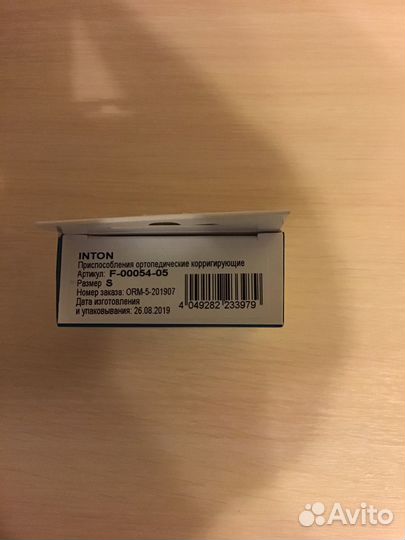 INTON
Приспособления ортопедические корригирующие
Артикул: F-00054-05
Размер S
Номер заказа: ORM-5-201907
Дата изготовления
и упаковывания: 26.08.2019
4 049282 233979
Avito